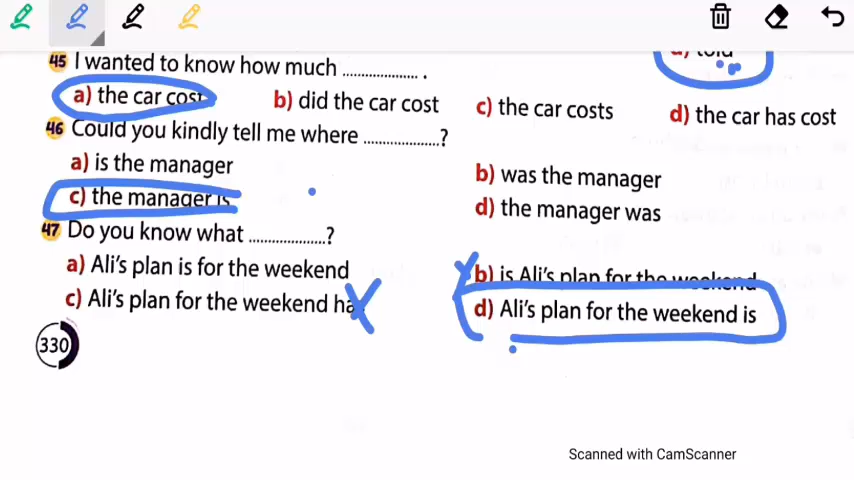 d) told
45 I wanted to know how much .................... .
a) the car cost b) did the car cost c) the car costs d) the car has cost
46 Could you kindly tell me where ....................?
a) is the manager b) was the manager
c) the manager is d) the manager was
47 Do you know what ....................?
a) Ali's plan is for the weekend b) is Ali's plan for the weekend
c) Ali's plan for the weekend d) Ali's plan for the weekend is
330
Scanned with CamScanner